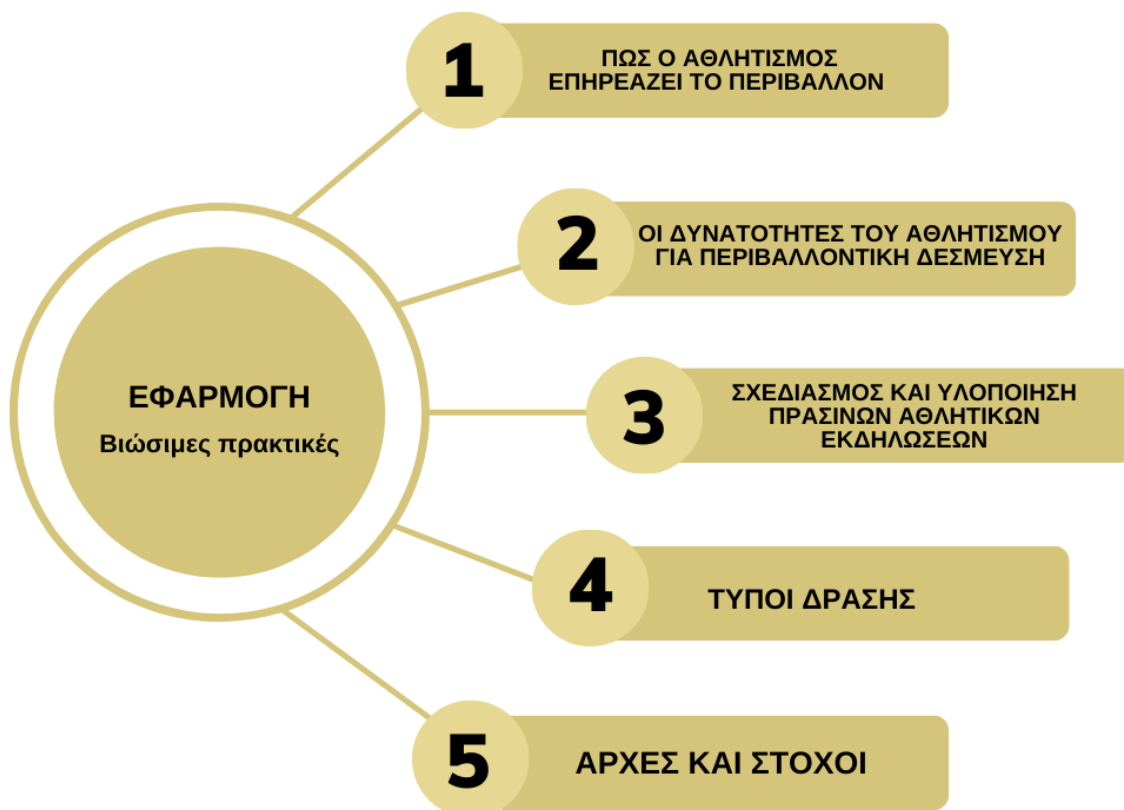 1
ΠΩΣ Ο ΑΘΛΗΤΙΣΜΟΣ
ΕΠΗΡΕΑΖΕΙ ΤΟ ΠΕΡΙΒΑΛΛΟΝ
2
ΟΙ ΔΥΝΑΤΟΤΗΤΕΣ ΤΟΥ ΑΘΛΗΤΙΣΜΟΥ
ΓΙΑ ΠΕΡΙΒΑΛΛΟΝΤΙΚΗ ΔΕΣΜΕΥΣΗ
ΕΦΑΡΜΟΓΗ
Βιώσιμες πρακτικές
3
ΣΧΕΔΙΑΣΜΟΣ ΚΑΙ ΥΛΟΠΟΙΗΣΗ
ΠΡΑΣΙΝΩΝ ΑΘΛΗΤΙΚΩΝ
ΕΚΔΗΛΩΣΕΩΝ
4
ΤΥΠΟΙ ΔΡΑΣΗΣ
5
ΑΡΧΕΣ ΚΑΙ ΣΤΟΧΟΙ